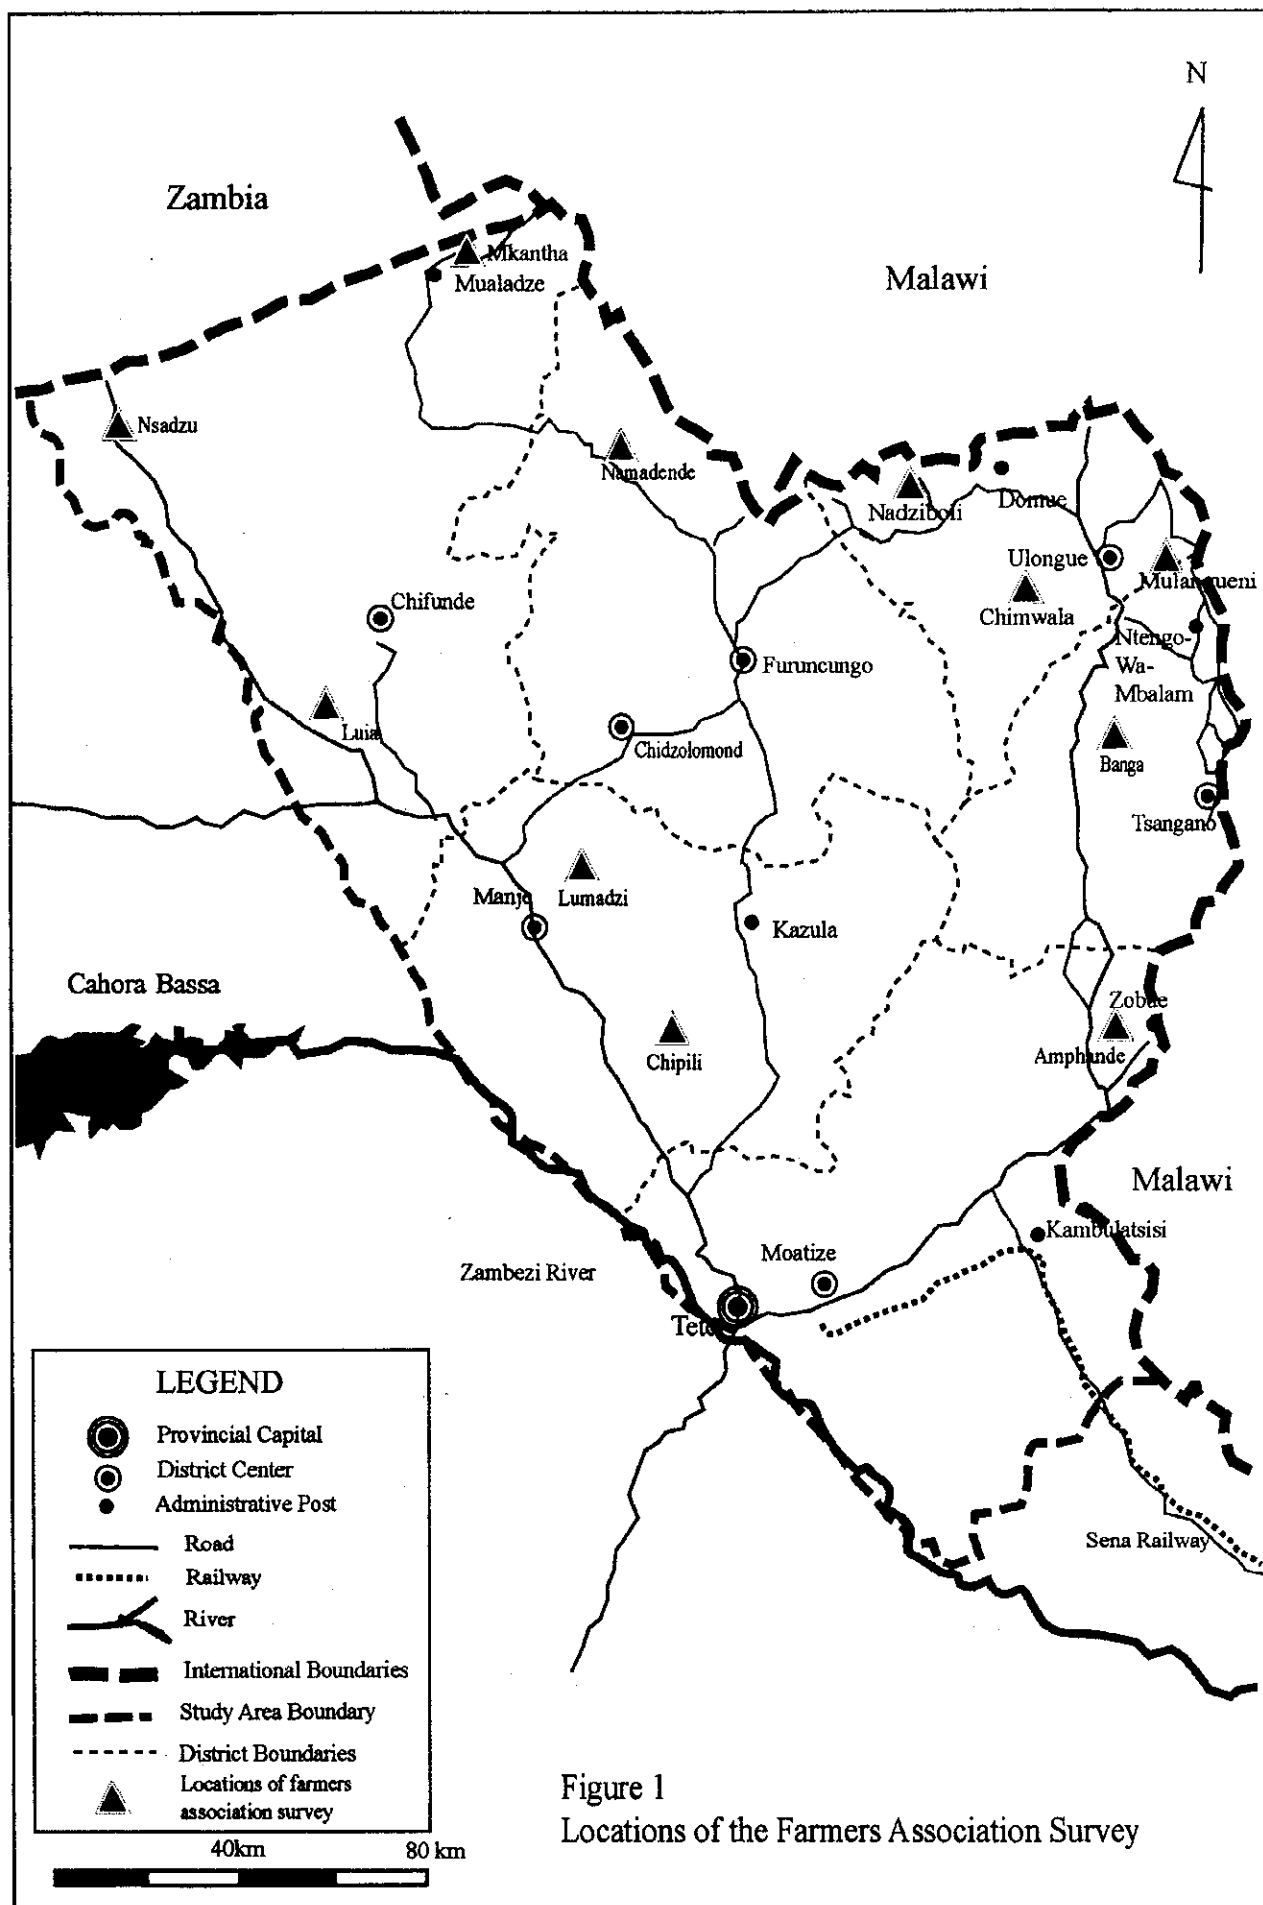 N
Zambia
Mkantha
Mualadze
Malawi
Nsadzu
Namadende
Nadziboli
Domue
Ulongue
Chimwala
Ntengo-
Wa-
Mbalam
Chifunde
Furuncungo
Luia
Chidzolomond
Banga
Tsangano
Manje
Lumadzi
Kazula
Cahora Bassa
Zobue
Amphande
Chipili
Malawi
Kambulatsisi
Moatize
Zambezi River
Tete
Sena Railway
LEGEND
Provincial Capital
District Center
Administrative Post
Road
Railway
River
International Boundaries
Study Area Boundary
District Boundaries
Locations of farmers
association survey
40km 80 km
Figure 1
Locations of the Farmers Association Survey